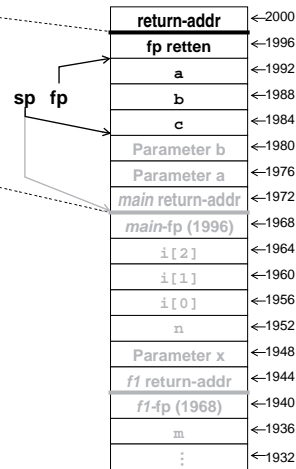 return-addr
2000
fp retten
1996
a
1992
sp fp
b
1988
c
1984
Parameter b
1980
Parameter a
1976
main return-addr
1972
main-fp (1996)
1968
i[2]
1964
i[1]
1960
i[0]
1956
n
1952
Parameter x
1948
f1 return-addr
1944
f1-fp (1968)
1940
m
1936
⋮
1932